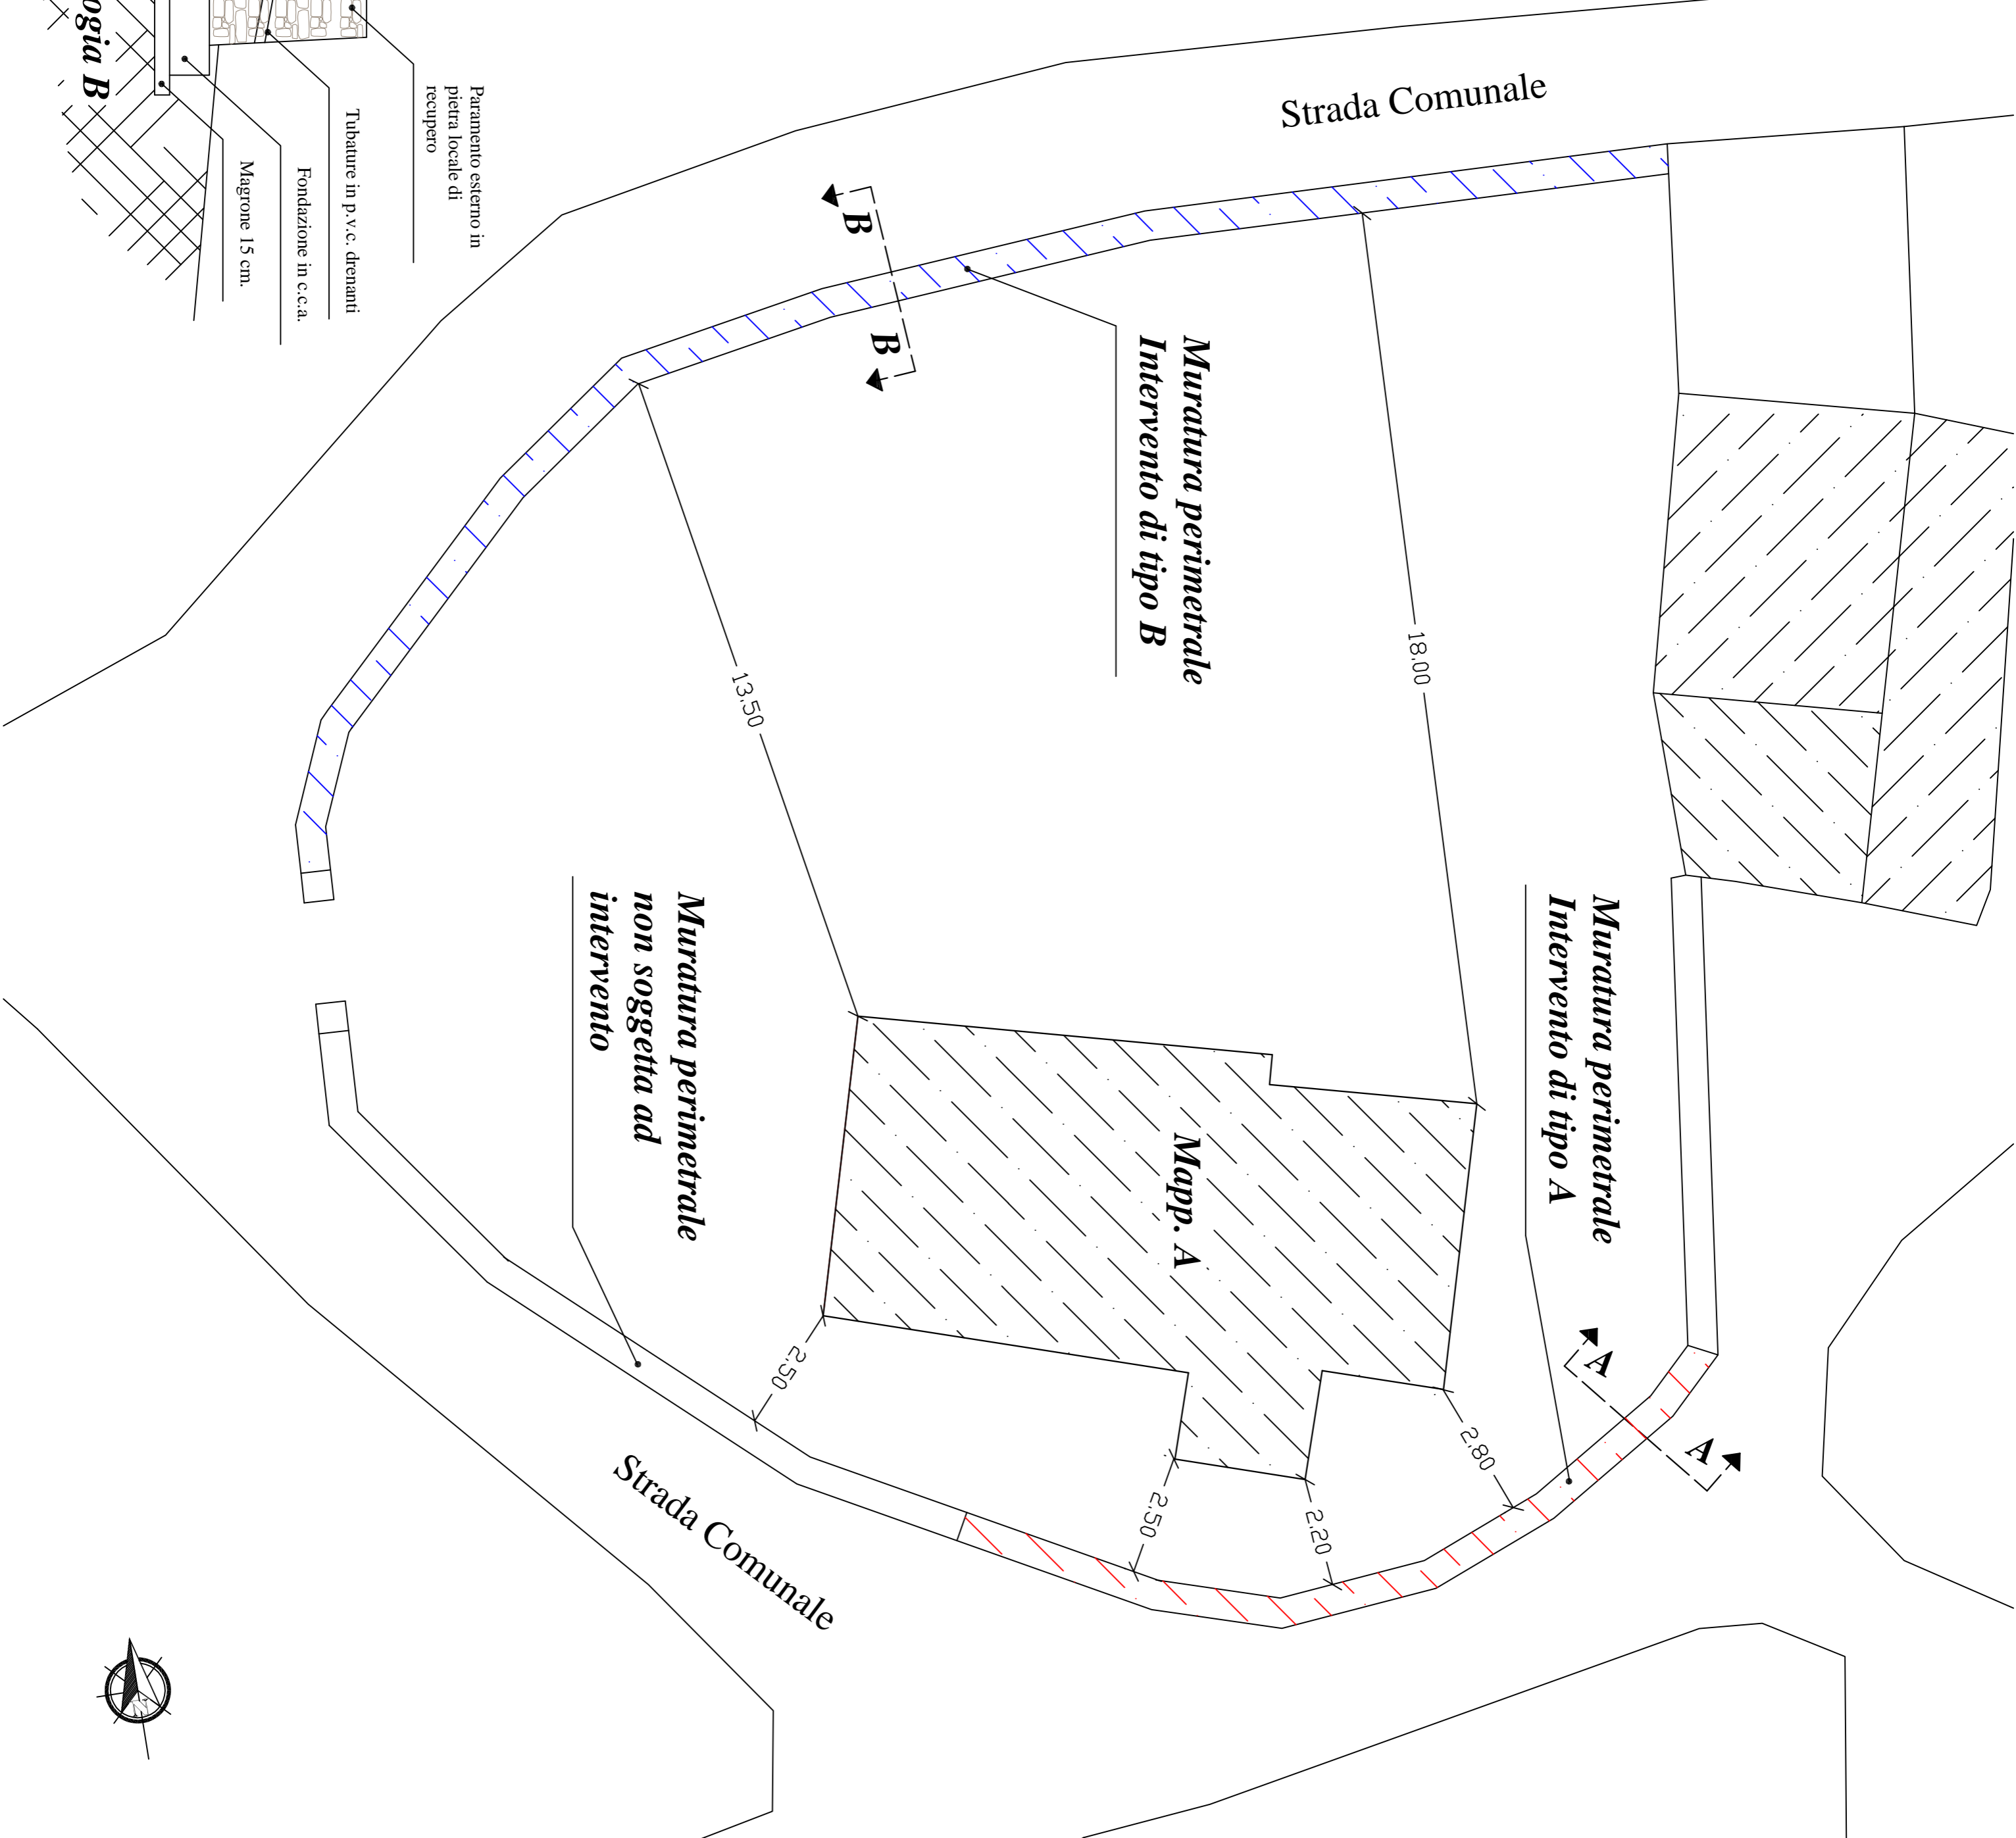 Strada Comunale
Paramento esterno in
pietra locale di
recupero
Tubature in p.v.c. drenanti
Fondazione in c.c.a.
Magrone 15 cm.
ogia B
B
B
Muratura perimetrale
Intervento di tipo B
18.00
13.50
Muratura perimetrale
non soggetta ad
intervento
Muratura perimetrale
Intervento di tipo A
Mapp. A
A
A
2.50
2.50
2.20
2.80
Strada Comunale
N